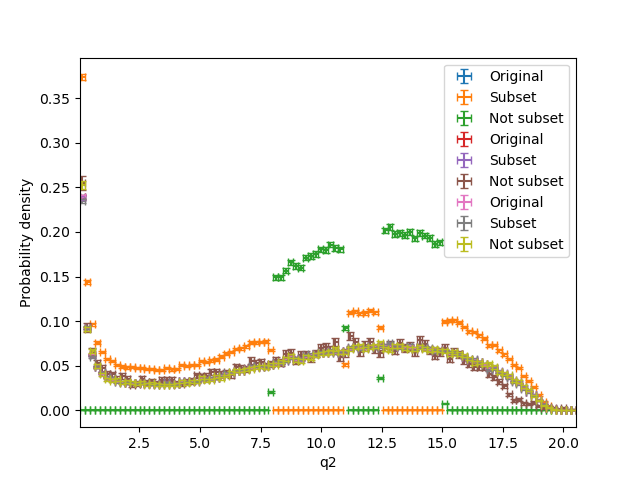 Original
Subset
Not subset
Original
Subset
Not subset
Original
Subset
Not subset
0.35
0.30
0.25
0.20
0.15
0.10
0.05
0.00
Probability density
2.5 5.0 7.5 10.0 12.5 15.0 17.5 20.0
q2